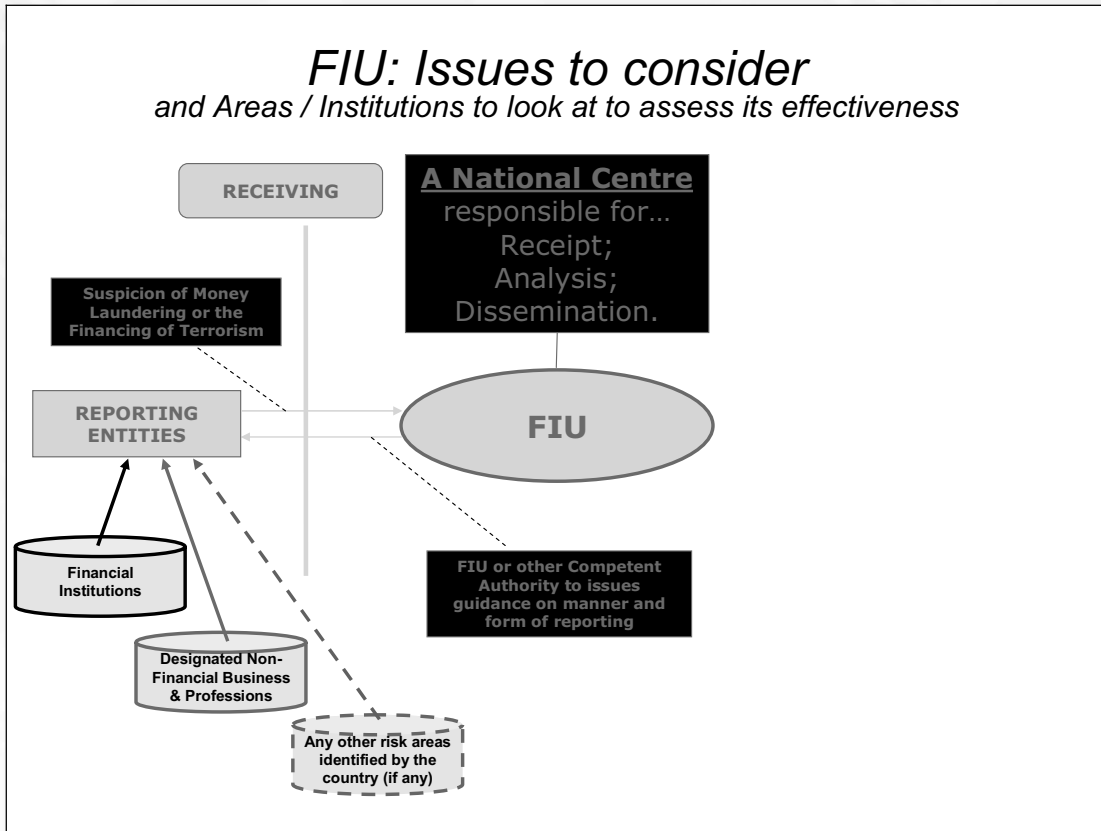 FIU: Issues to consider
and Areas / Institutions to look at to assess its effectiveness
RECEIVING
A National Centre
responsible for…
Receipt;
Analysis;
Dissemination.
Suspicion of Money
Laundering or the
Financing of Terrorism
REPORTING
ENTITIES
FIU
Financial
Institutions
FIU or other Competent
Authority to issues
guidance on manner and
form of reporting
Designated Non-
Financial Business
& Professions
Any other risk areas
identified by the
country (if any)